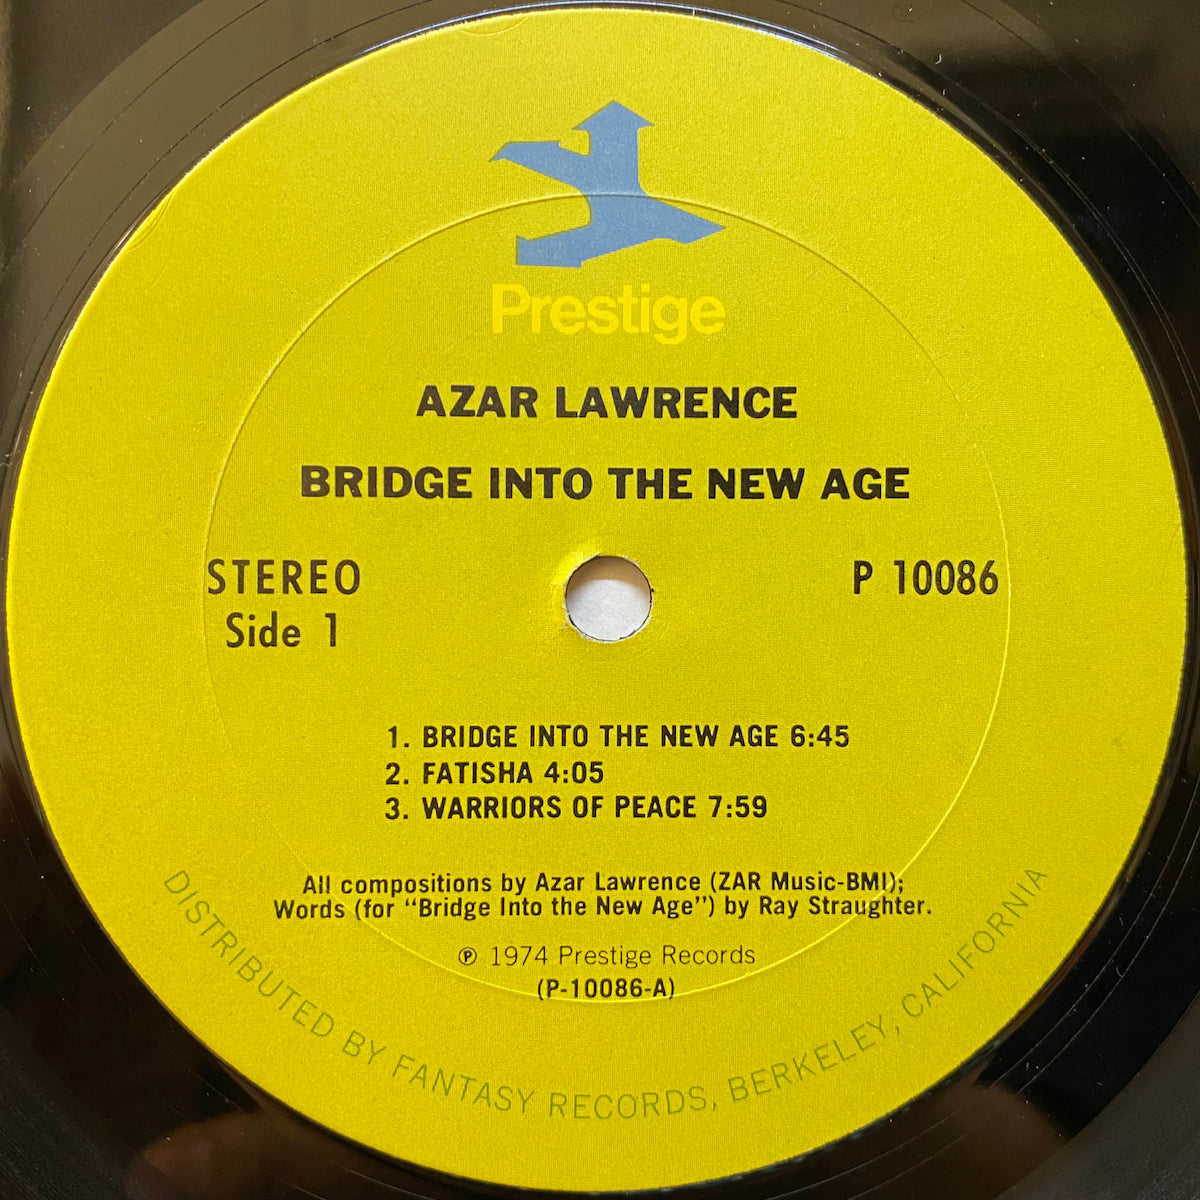 Prestige
AZAR LAWRENCE
BRIDGE INTO THE NEW AGE
STEREO
Side 1
P 10086
1. BRIDGE INTO THE NEW AGE 6:45
2. FATISHA 4:05
3. WARRIORS OF PEACE 7:59
All compositions by Azar Lawrence (ZAR Music-BMI);
Words (for “Bridge Into the New Age”) by Ray Straughter.
℗ 1974 Prestige Records
(P-10086-A)
DISTRIBUTED BY FANTASY RECORDS, BERKELEY, CALIFORNIA